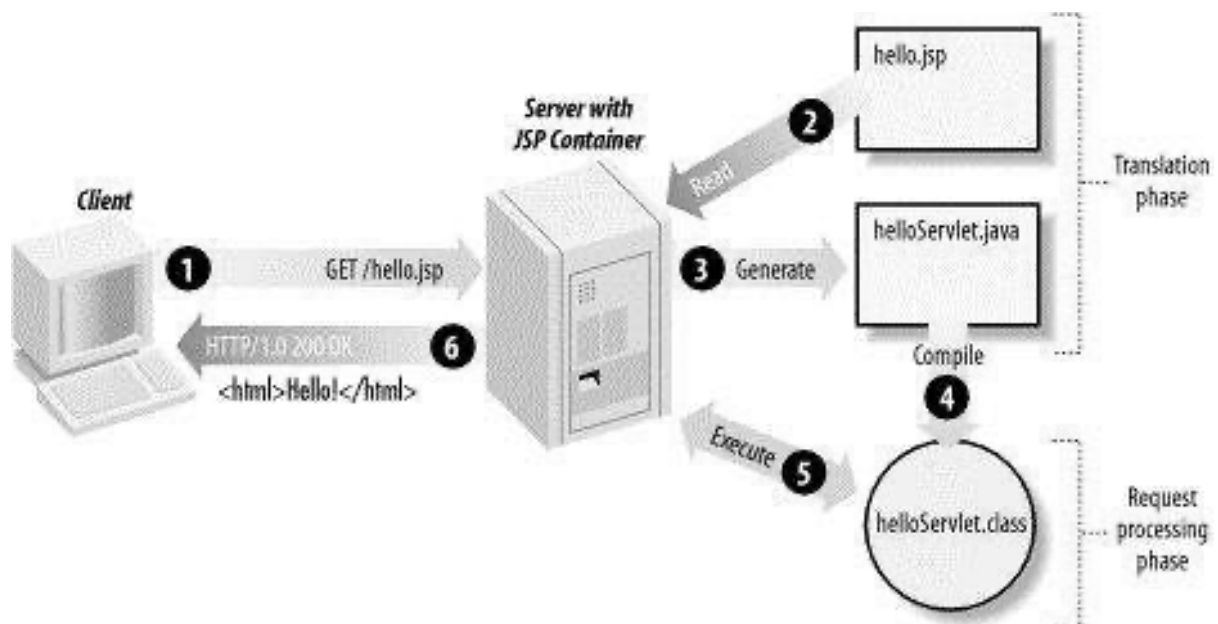 hello.jsp
Server with
JSP Container
2
Read
Translation
phase
Client
helloServlet.java
1
GET /hello.jsp
3
Generate
HTTP/1.0 200 OK
6
<html>Hello!</html>
Compile
4
Execute
5
helloServlet.class
Request
processing
phase